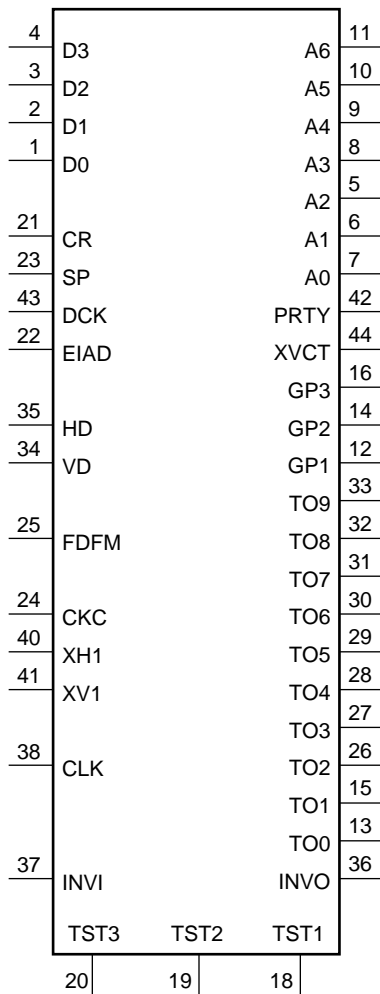 4 D3 A6 11
3 D2 A5 10
2 D1 A4 9
1 D0 A3 8
A2 5
21 CR A1 6
23 SP A0 7
43 DCK PRTY 42
22 EIAD XVCT 44
GP3 16
35 HD GP2 14
34 VD GP1 12
TO9 33
25 FDFM TO8 32
TO7 31
24 CKC TO6 30
40 XH1 TO5 29
41 XV1 TO4 28
TO3 27
38 CLK TO2 26
TO1 15
TO0 13
37 INVI INVO 36
TST3 TST2 TST1
20 19 18